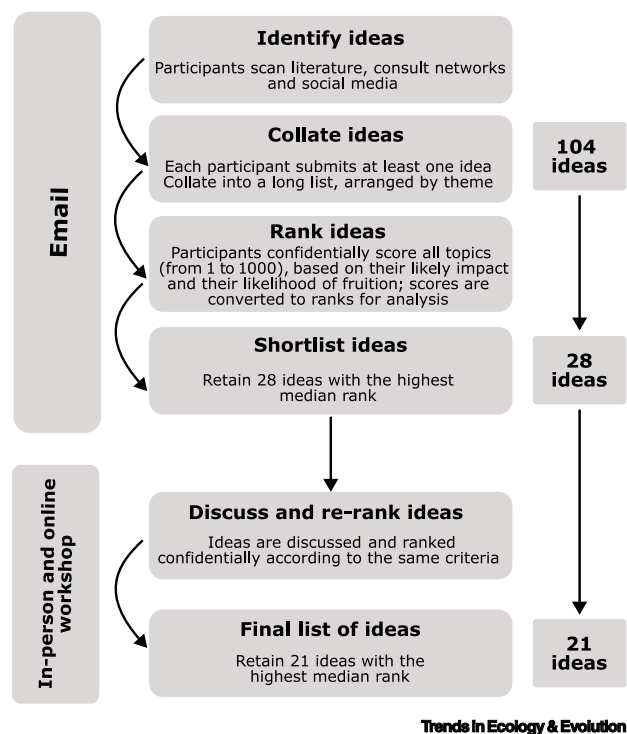 Email
Identify ideas
Participants scan literature, consult networks
and social media
Collate ideas
Each participant submits at least one idea
Collate into a long list, arranged by theme
104
ideas
Rank ideas
Participants confidentially score all topics
(from 1 to 1000), based on their likely impact
and their likelihood of fruition; scores are
converted to ranks for analysis
Shortlist ideas
Retain 28 ideas with the highest
median rank
28
ideas
In-person and online
workshop
Discuss and re-rank ideas
Ideas are discussed and ranked
confidentially according to the same criteria
Final list of ideas
Retain 21 ideas with the
highest median rank
21
ideas
Trends in Ecology & Evolution